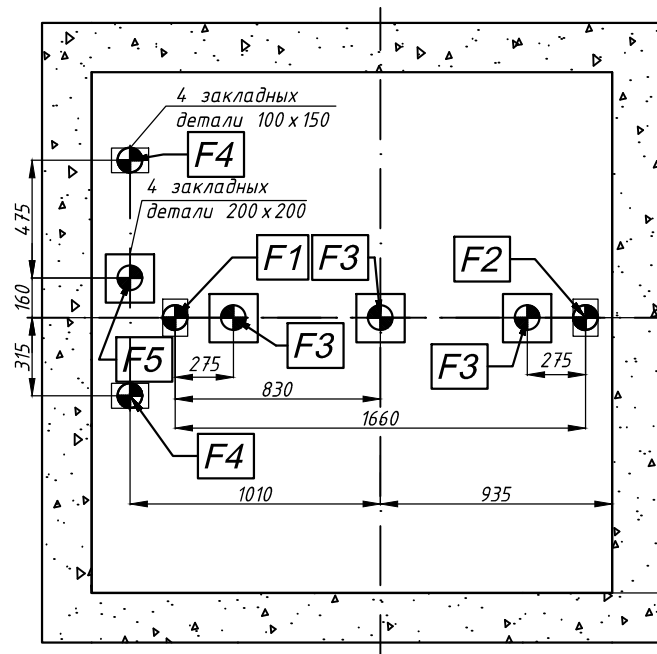 4 закладных
детали 100 x 150
F4
4 закладных
детали 200 x 200
475
160
315
F1
F3
F2
F5
F3
F3
275
275
830
1660
F4
1010
935